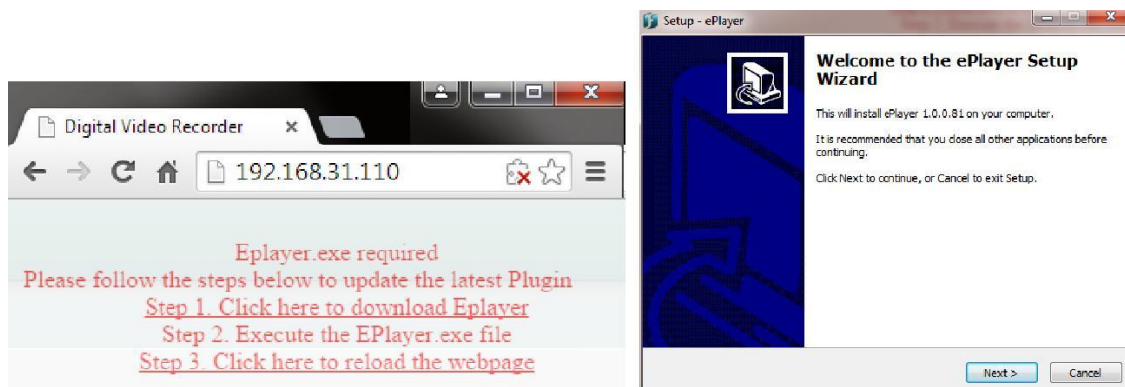 Digital Video Recorder
192.168.31.110
Eplayer.exe required
Please follow the steps below to update the latest Plugin
Step 1. Click here to download Eplayer
Step 2. Execute the EPlayer.exe file
Step 3. Click here to reload the webpage
Setup - ePlayer
Welcome to the ePlayer Setup
Wizard
This will install ePlayer 1.0.0.81 on your computer.
It is recommended that you close all other applications before
continuing.
Click Next to continue, or Cancel to exit Setup.
Next >
Cancel